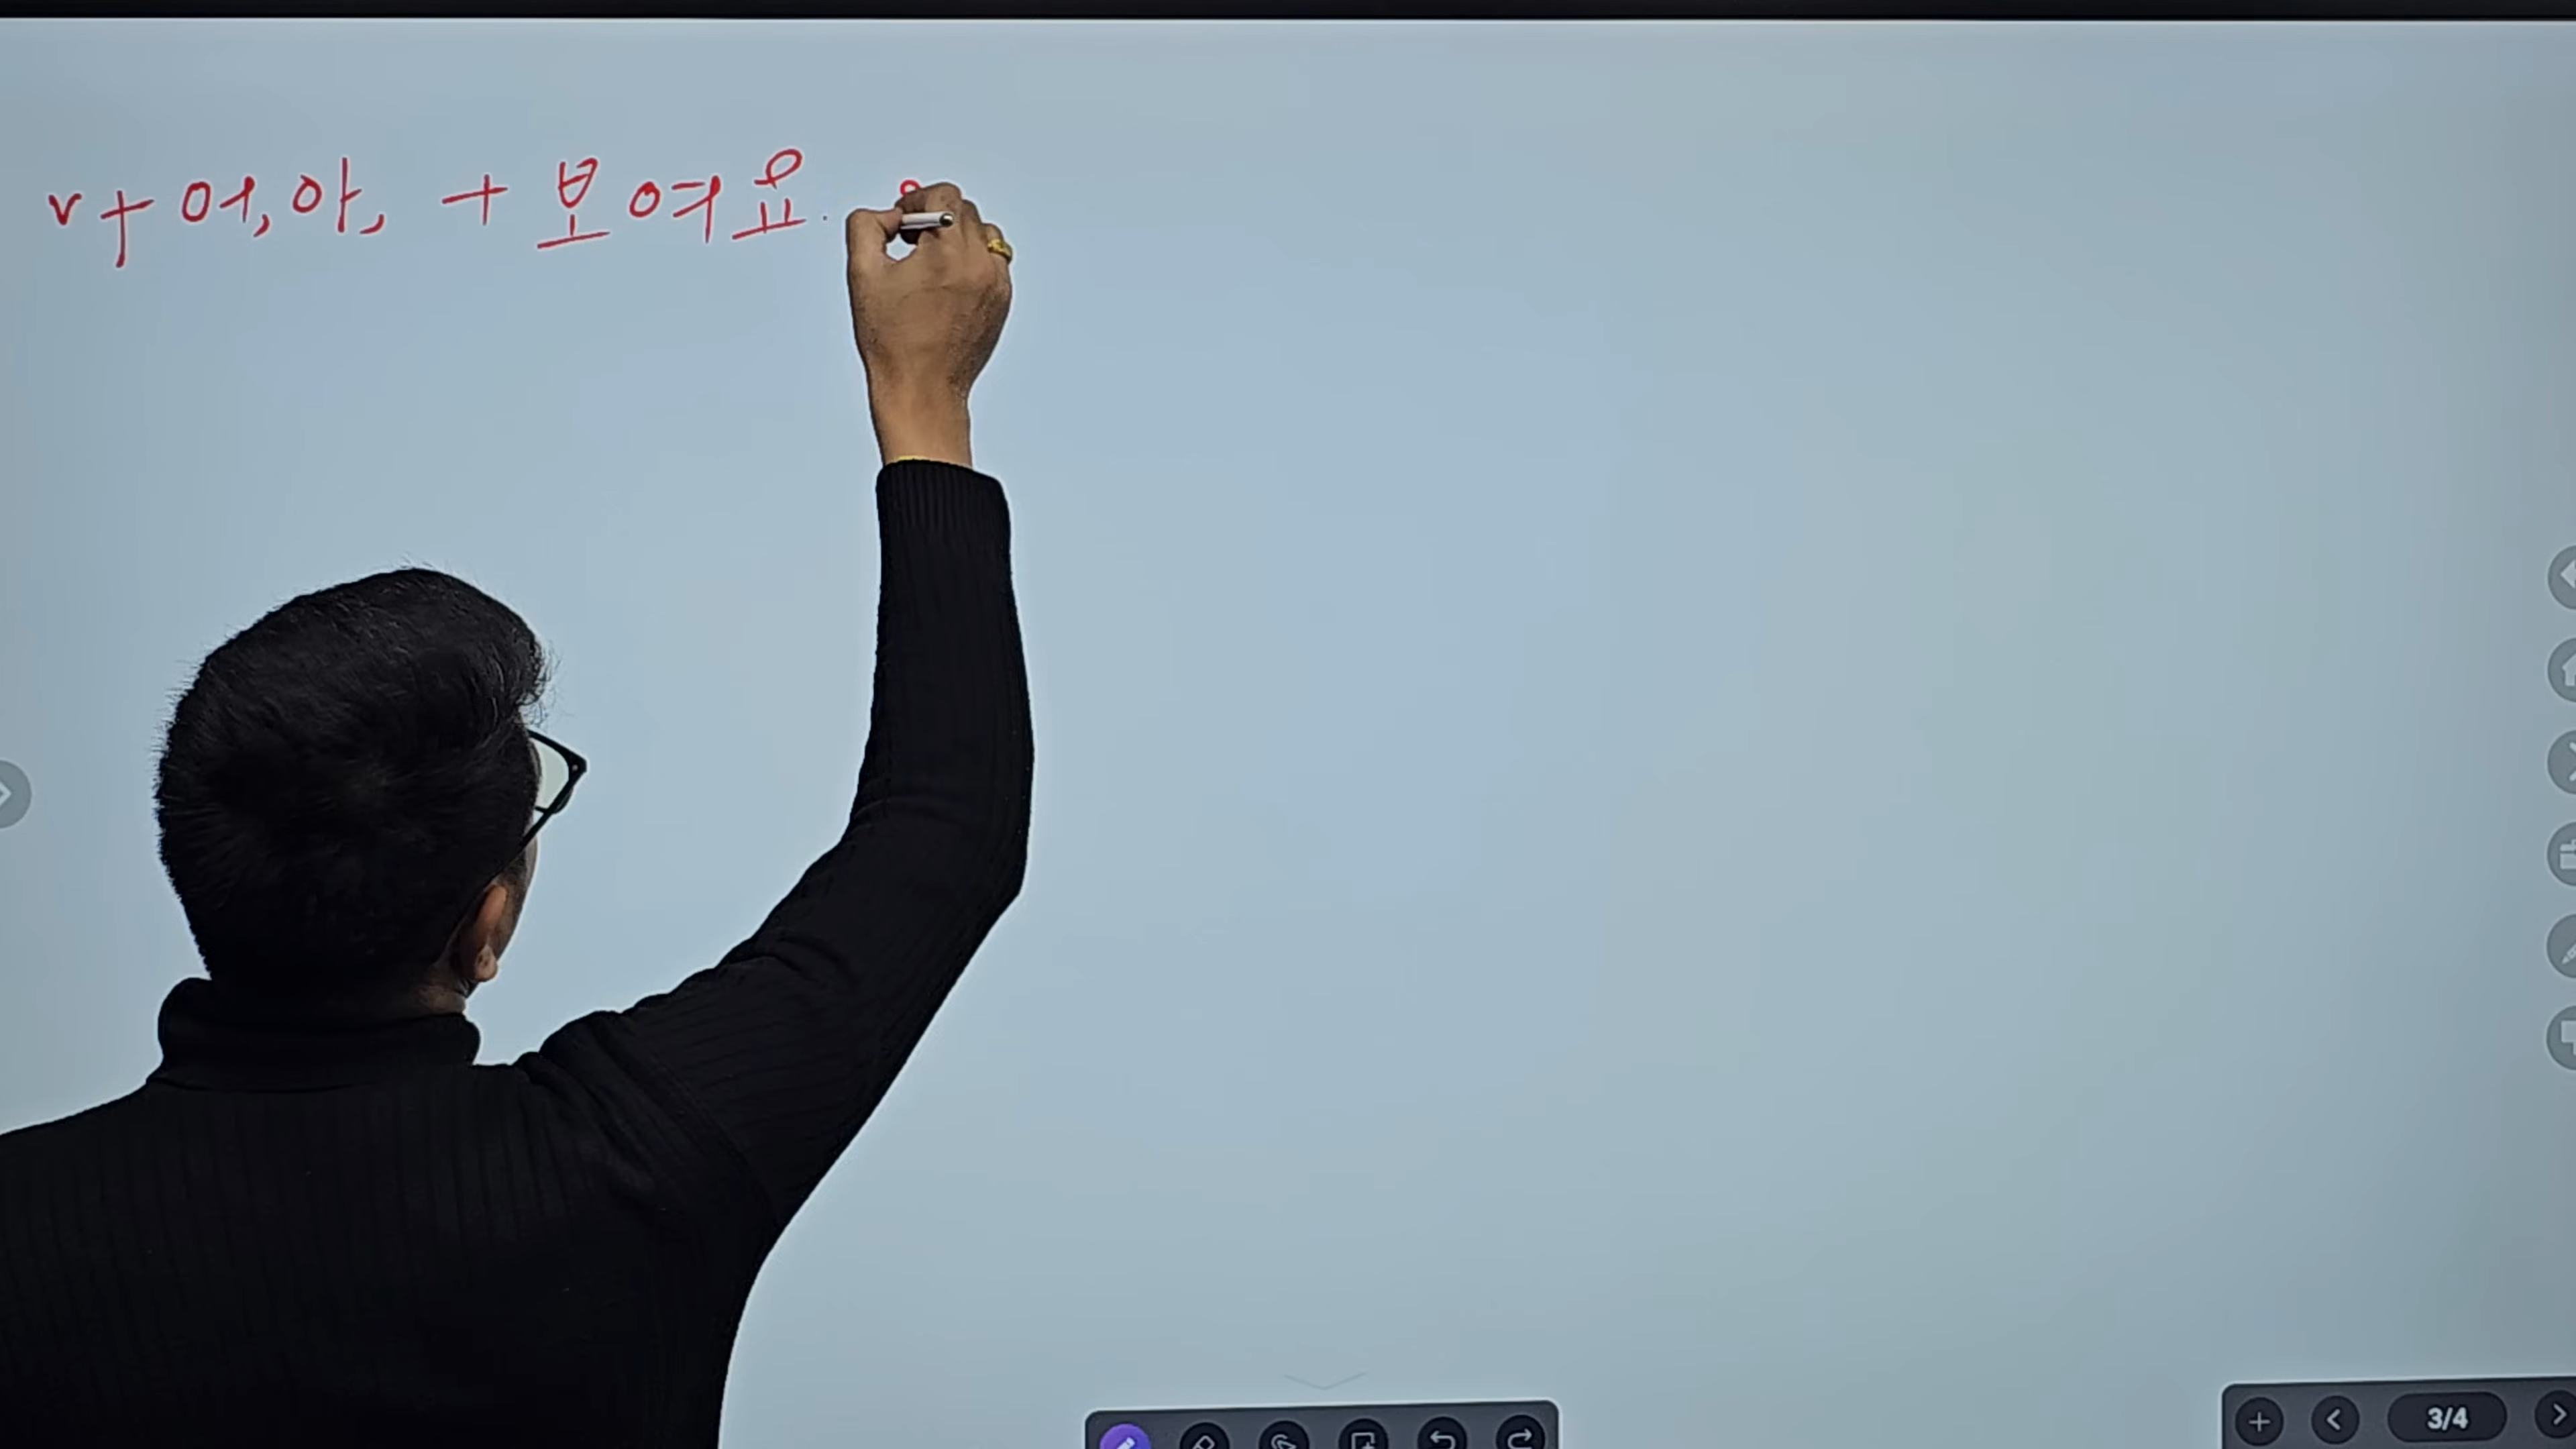 v+ 어, 아, + 보여요.
3/4